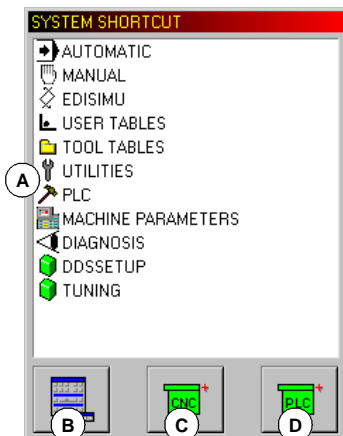 SYSTEM SHORTCUT
AUTOMATIC
MANUAL
EDISIMU
USER TABLES
TOOL TABLES
UTILITIES
A
PLC
MACHINE PARAMETERS
DIAGNOSIS
DDSSETUP
TUNING
CNC
PLC
B
C
D